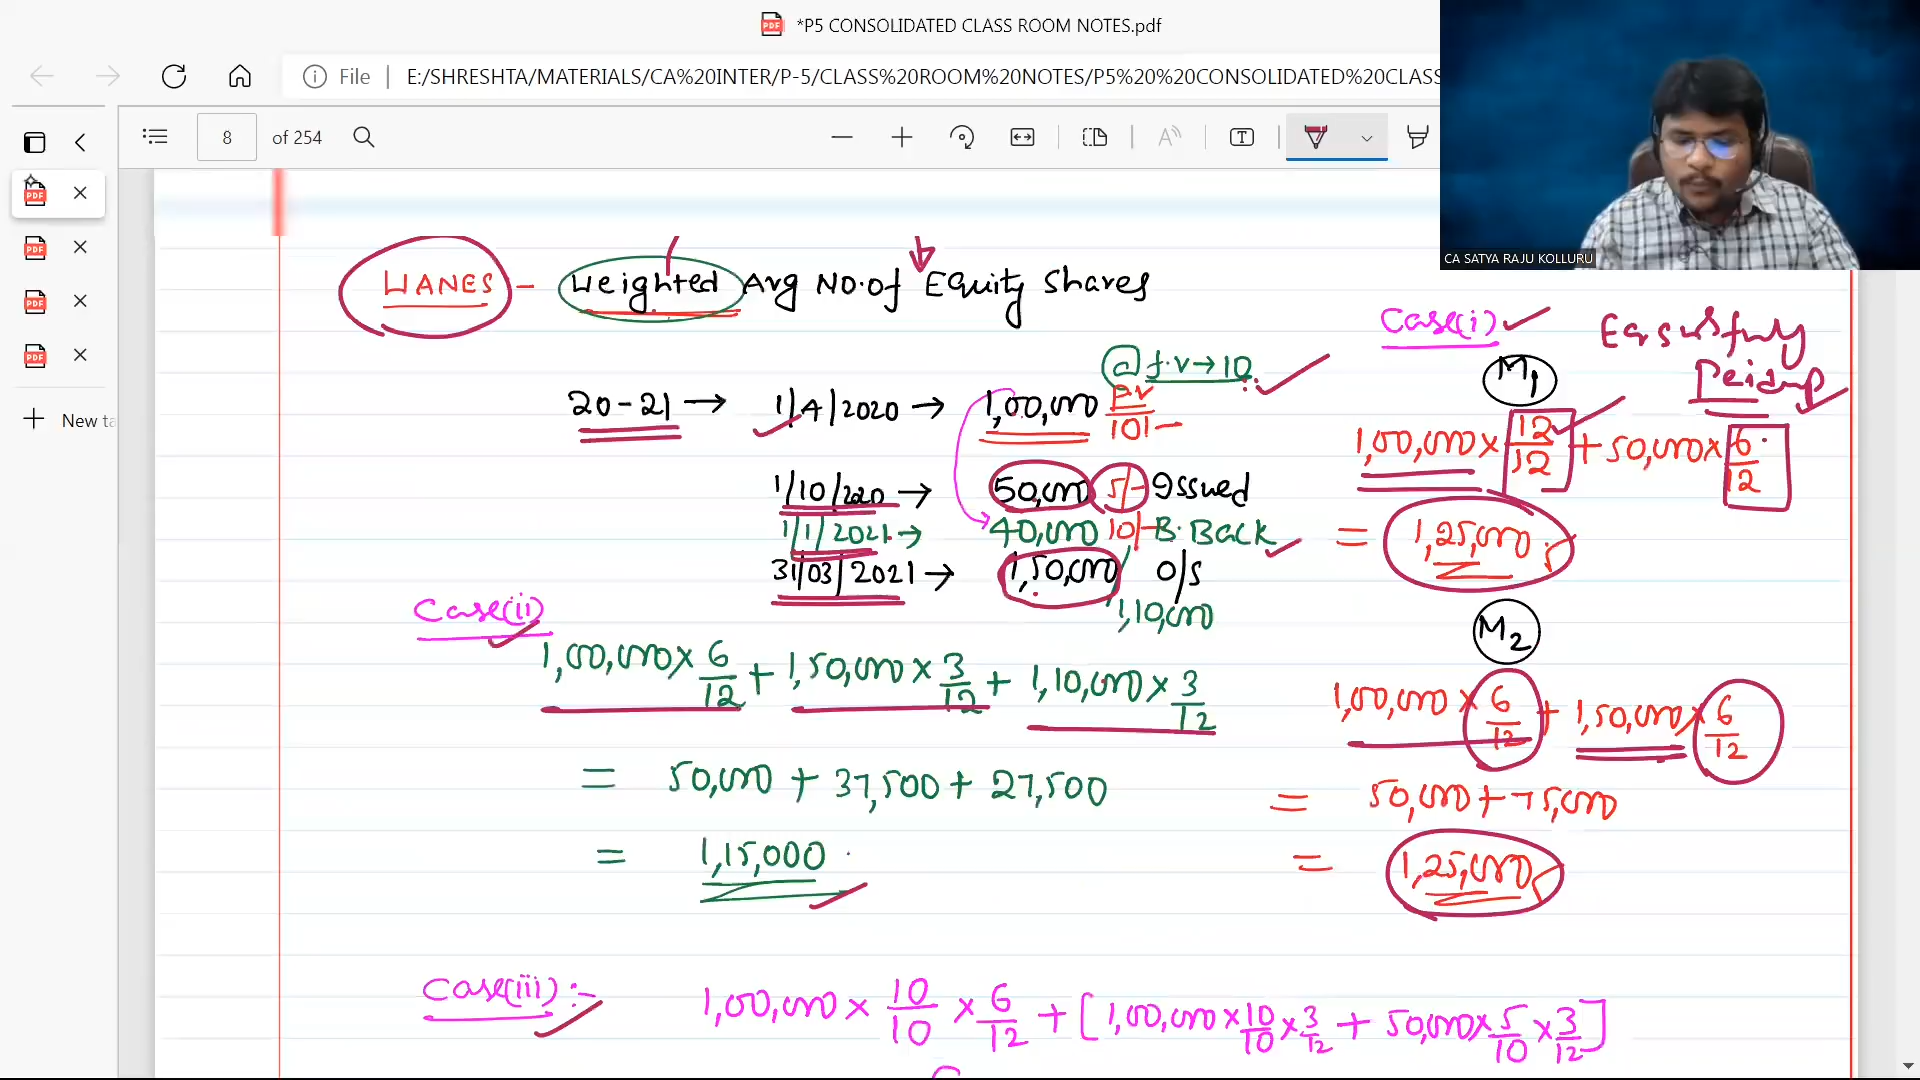 *P5 CONSOLIDATED CLASS ROOM NOTES.pdf
File E:/SHRESHTA/MATERIALS/CA%20INTER/P-5/CLASS%20ROOM%20NOTES/P5%20%20CONSOLIDATED%20CLASS
8 of 254
New ta
CA SATYA RAJU KOLLURU
WANES - Weighted Avg NO.of Equity Shares
@ f.v → 10
20-21 → 1/4/2020 → 1,00,000 PV
10/-
1/10/2020 → 50,000 5/- Issued
1/1/2021 → 40,000 10/- B.Back
31/03/2021 → 1,50,000 O/S
1,10,000
Case(i)
M1
1,00,000 × 12/12 + 50,000 × 6/12
= 1,25,000
M2
1,00,000 × 6/12 + 1,50,000 × 6/12
= 50,000 + 75,000
= 1,25,000
Case(ii)
1,00,000 × 6/12 + 1,50,000 × 3/12 + 1,10,000 × 3/12
= 50,000 + 37,500 + 27,500
= 1,15,000
Case(iii) :-
1,00,000 × 10/10 × 6/12 + [1,00,000 × 10/10 × 3/12 + 50,000 × 5/10 × 3/12]